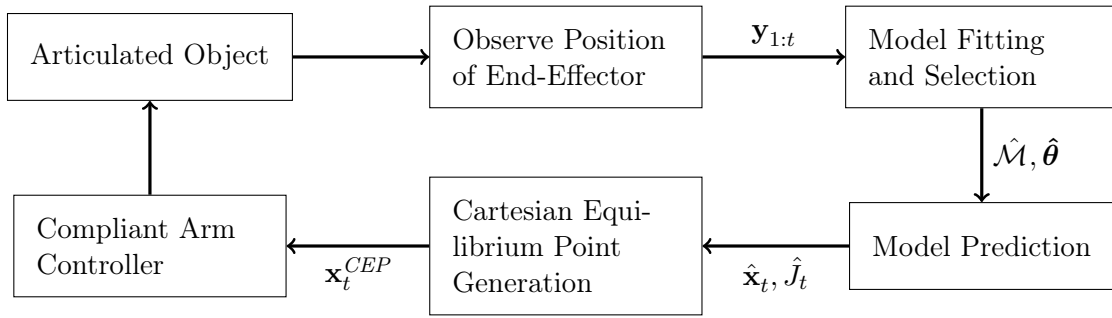 Articulated Object
Observe Position
of End-Effector
y₁:ₜ
Model Fitting
and Selection
ℳ̂, θ̂
Model Prediction
x̂ₜ, Ĵₜ
Cartesian Equi-
librium Point
Generation
xₜᶜᴱᴾ
Compliant Arm
Controller